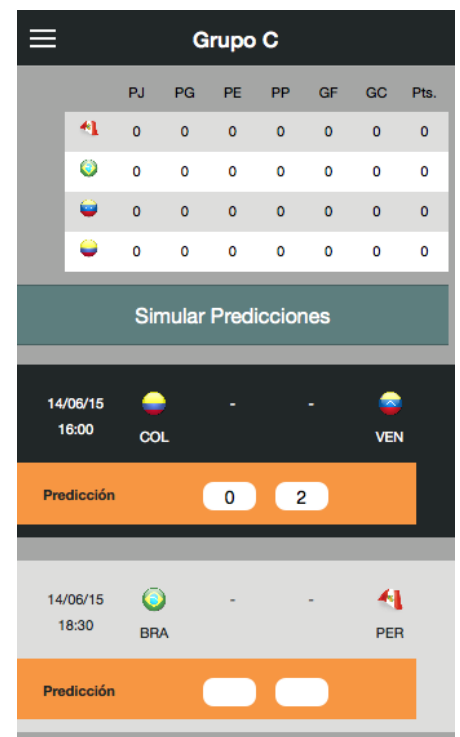 Grupo C
PJ PG PE PP GF GC Pts.
0 0 0 0 0 0 0
0 0 0 0 0 0 0
0 0 0 0 0 0 0
0 0 0 0 0 0 0
Simular Predicciones
14/06/15 - -
16:00 COL VEN
Predicción 0 2
14/06/15 - -
18:30 BRA PER
Predicción